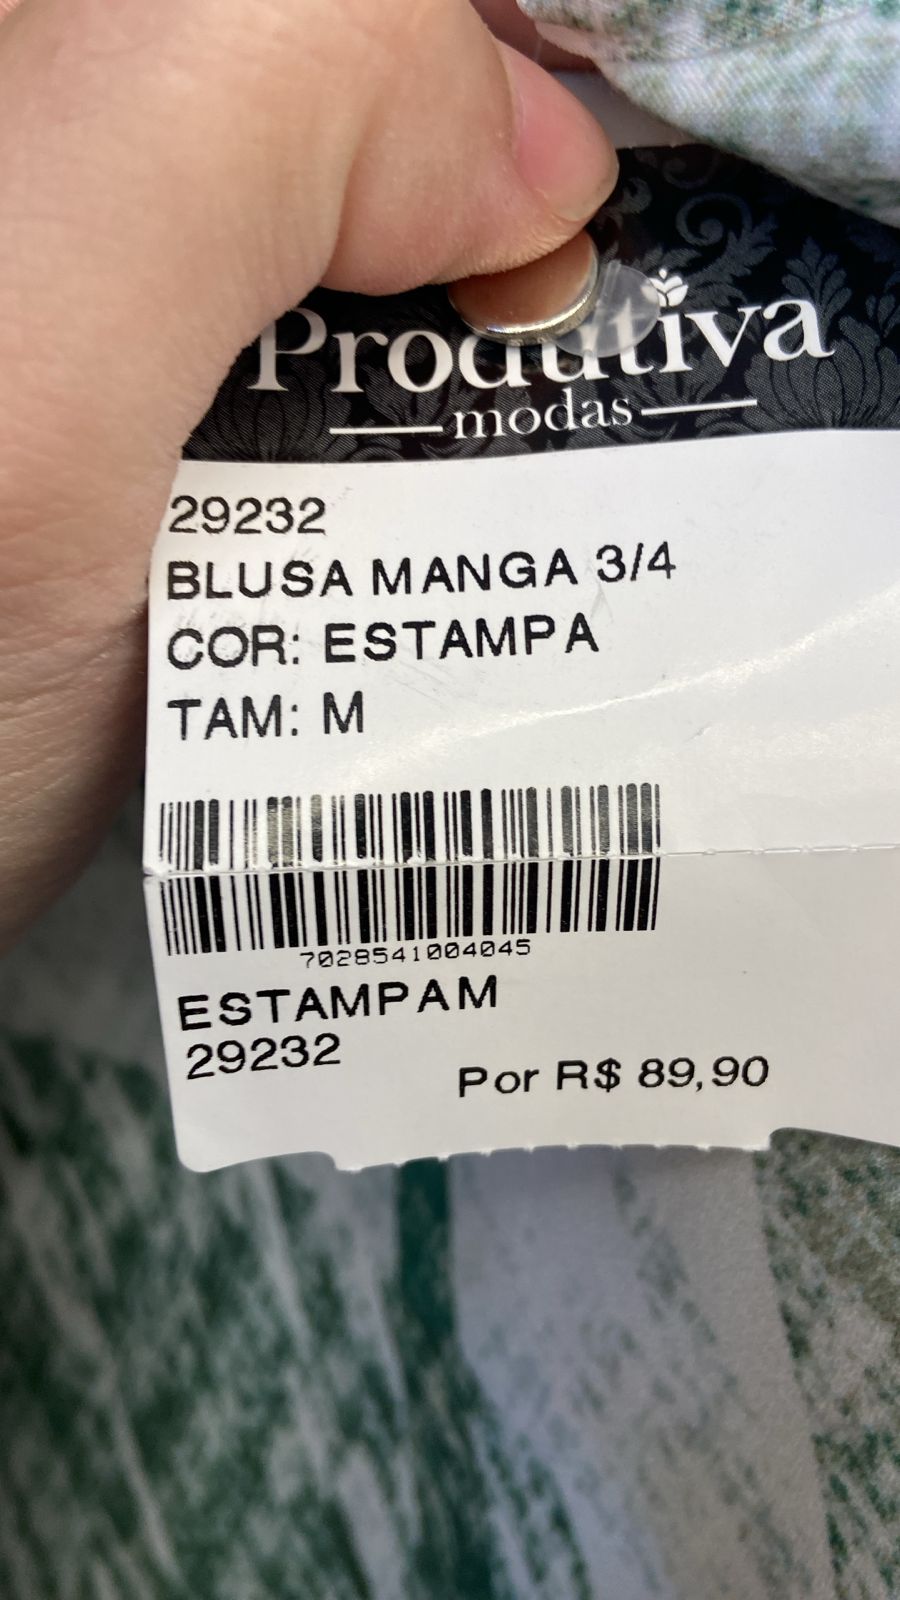 Produtiva
modas
29232
BLUSA MANGA 3/4
COR: ESTAMPA
TAM: M
7028541004045
ESTAMPAM
29232
Por R$ 89,90